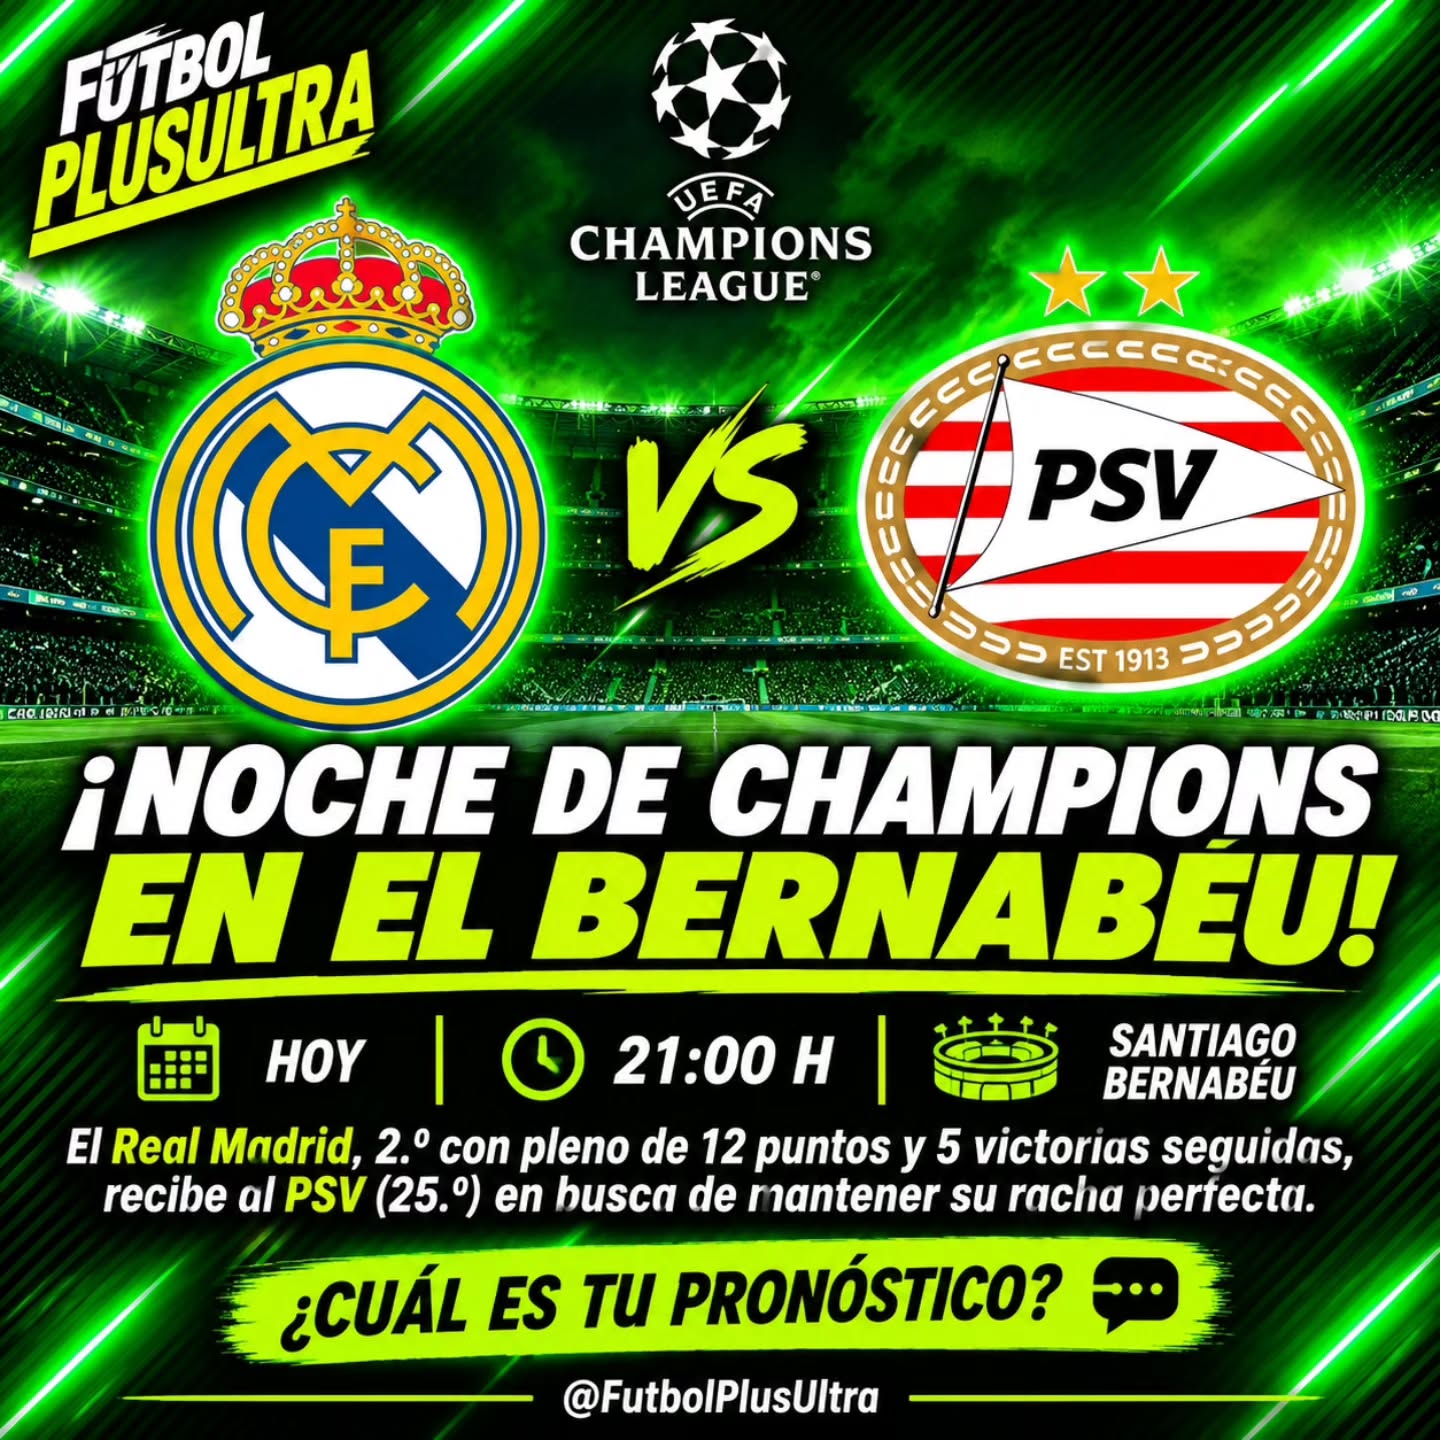 FÚTBOL
PLUSULTRA
UEFA
CHAMPIONS
LEAGUE®
VS
PSV
EST 1913
¡NOCHE DE CHAMPIONS
EN EL BERNABÉU!
HOY
21:00 H
SANTIAGO
BERNABÉU
El Real Madrid, 2.º con pleno de 12 puntos y 5 victorias seguidas,
recibe al PSV (25.º) en busca de mantener su racha perfecta.
¿CUÁL ES TU PRONÓSTICO?
@FutbolPlusUltra